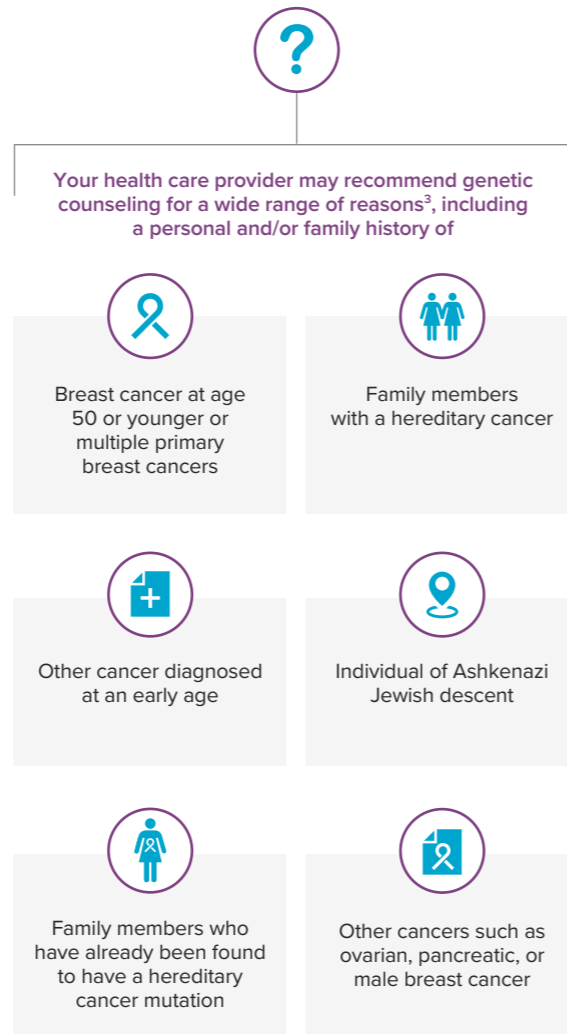 ?
Your health care provider may recommend genetic
counseling for a wide range of reasons³, including
a personal and/or family history of
Breast cancer at age
50 or younger or
multiple primary
breast cancers
Family members
with a hereditary cancer
Other cancer diagnosed
at an early age
Individual of Ashkenazi
Jewish descent
Family members who
have already been found
to have a hereditary
cancer mutation
Other cancers such as
ovarian, pancreatic, or
male breast cancer